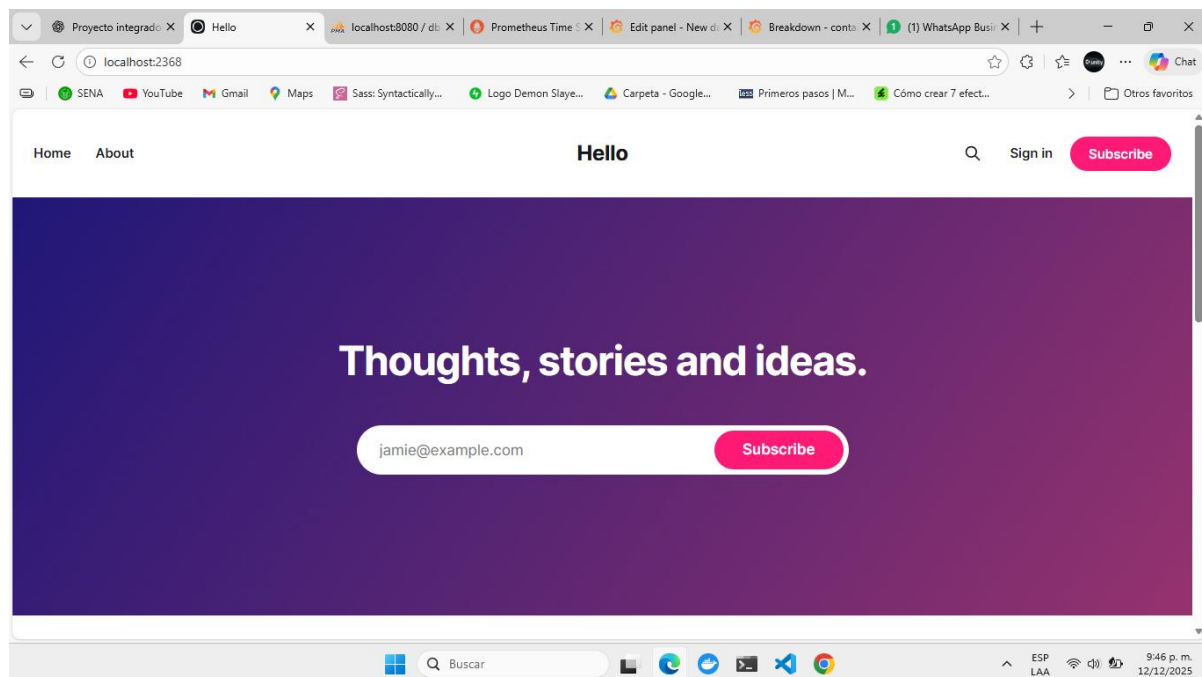 Proyecto integrado
Hello
localhost:8080 / db
Prometheus Time S
Edit panel - New da
Breakdown - conta
(1) WhatsApp Busin
localhost:2368
Chat
SENA
YouTube
Gmail
Maps
Sass: Syntactically...
Logo Demon Slaye...
Carpeta - Google...
Primeros pasos | M...
Cómo crear 7 efect...
Otros favoritos
Home About Hello Sign in Subscribe
Thoughts, stories and ideas.
jamie@example.com Subscribe
Buscar
ESP
LAA
9:46 p. m.
12/12/2025